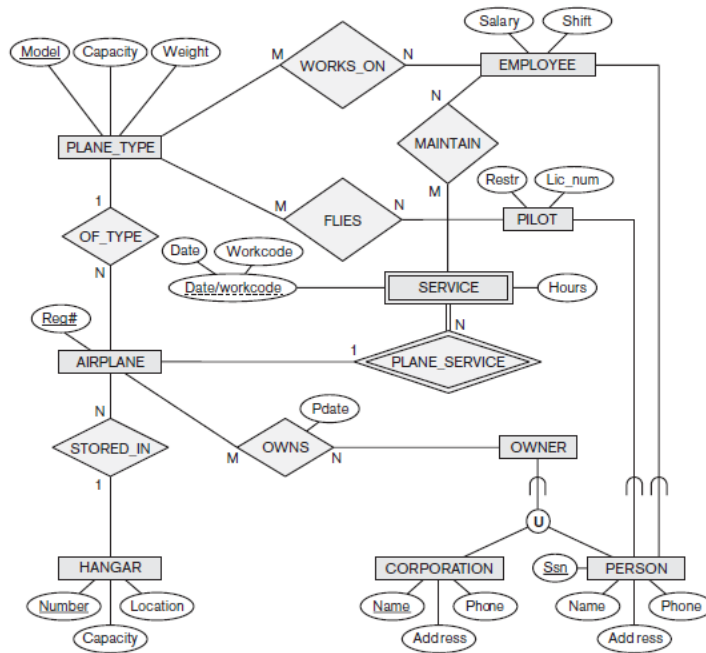 Salary
Shift
Model
Capacity
Weight
M
WORKS_ON
N
EMPLOYEE
N
MAINTAIN
PLANE_TYPE
M
Restr
Lic_num
1
M
FLIES
N
PILOT
OF_TYPE
Date
Workcode
N
Date/workcode
SERVICE
Hours
Reg#
N
AIRPLANE
1
PLANE_SERVICE
N
Pdate
STORED_IN
M
OWNS
N
OWNER
1
U
HANGAR
CORPORATION
Ssn
PERSON
Number
Location
Name
Phone
Name
Phone
Capacity
Address
Address